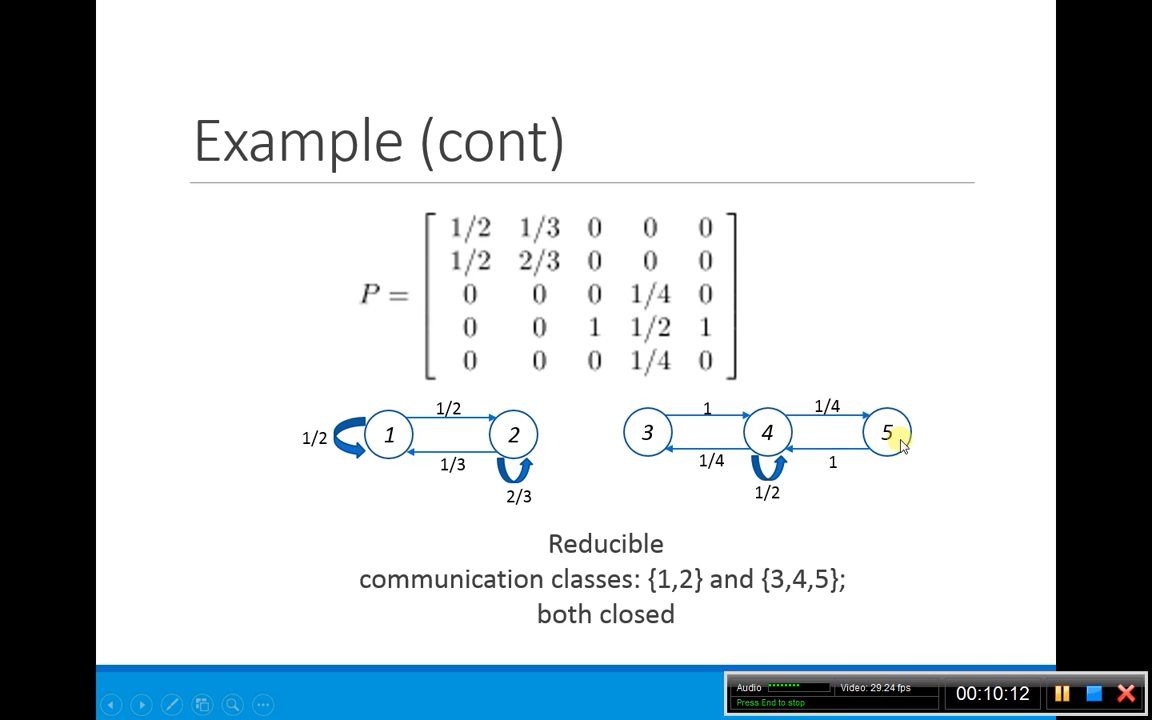 Example (cont)
1/2 1/3 0 0 0
1/2 2/3 0 0 0
P = 0 0 0 1/4 0
0 0 1 1/2 1
0 0 0 1/4 0
1/2 1 1/4
1/2 1 2 3 4 5
1/3 1/4 1
2/3 1/2
Reducible
communication classes: {1,2} and {3,4,5};
both closed
Audio Video: 29.24 fps
Press End to stop
00:10:12